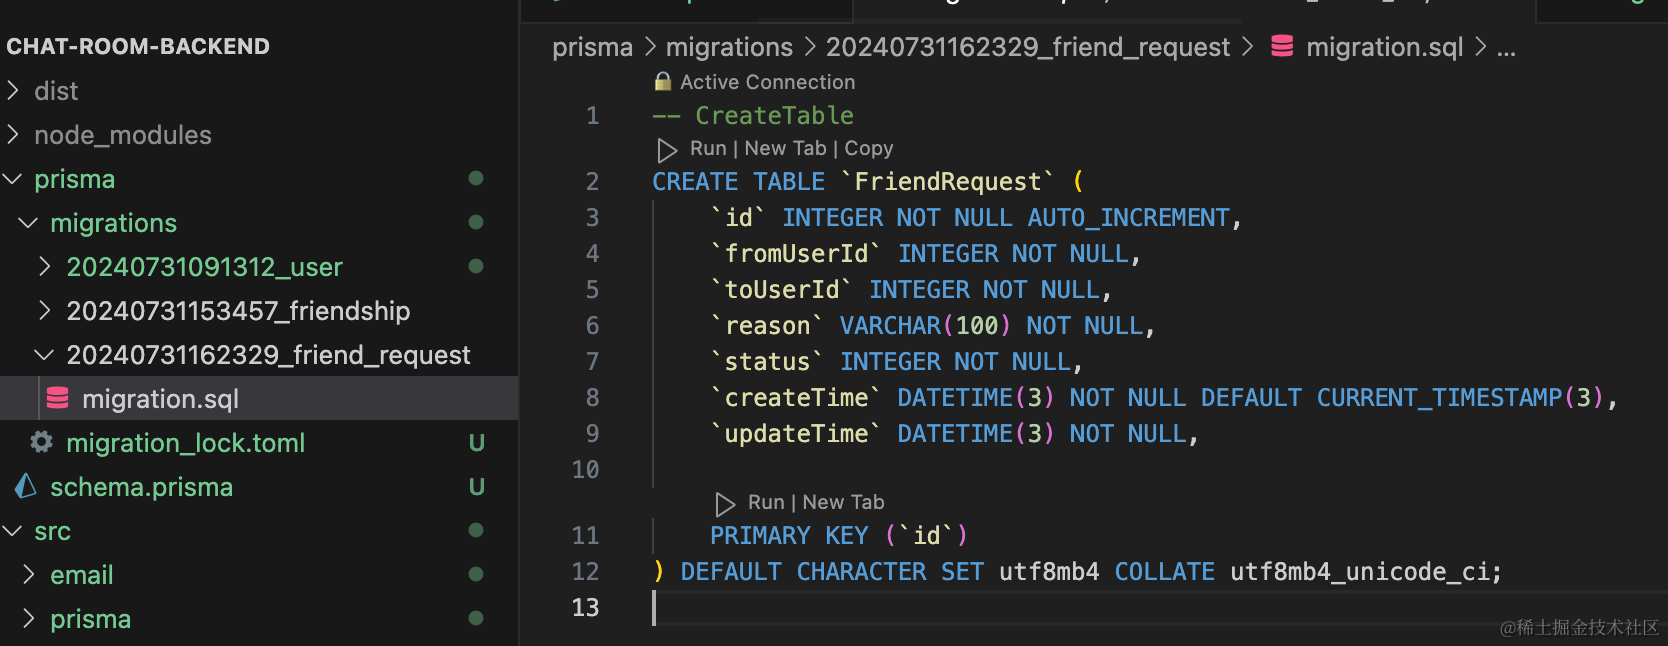 CHAT-ROOM-BACKEND
dist
node_modules
prisma
migrations
20240731091312_user
20240731153457_friendship
20240731162329_friend_request
migration.sql
migration_lock.toml U
schema.prisma U
src
email
prisma
prisma > migrations > 20240731162329_friend_request > migration.sql > ...
Active Connection
1 -- CreateTable
Run | New Tab | Copy
2 CREATE TABLE `FriendRequest` (
3 `id` INTEGER NOT NULL AUTO_INCREMENT,
4 `fromUserId` INTEGER NOT NULL,
5 `toUserId` INTEGER NOT NULL,
6 `reason` VARCHAR(100) NOT NULL,
7 `status` INTEGER NOT NULL,
8 `createTime` DATETIME(3) NOT NULL DEFAULT CURRENT_TIMESTAMP(3),
9 `updateTime` DATETIME(3) NOT NULL,
10
Run | New Tab
11 PRIMARY KEY (`id`)
12 ) DEFAULT CHARACTER SET utf8mb4 COLLATE utf8mb4_unicode_ci;
13
@稀土掘金技术社区